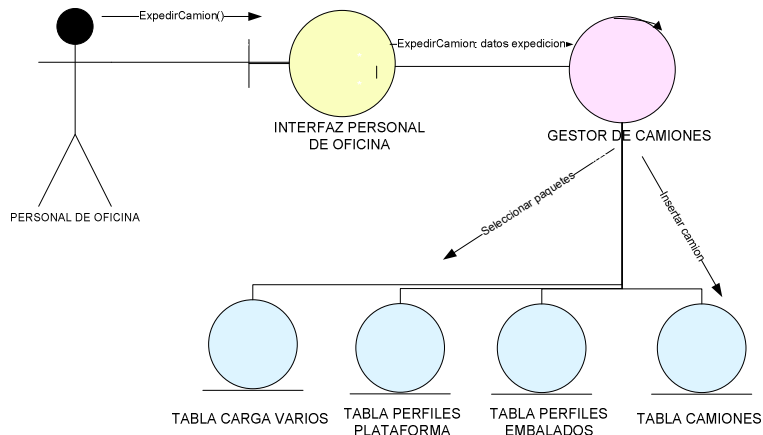 ExpedirCamion()
ExpedirCamion: datos expedicion
INTERFAZ PERSONAL
DE OFICINA
GESTOR DE CAMIONES
PERSONAL DE OFICINA
Seleccionar paquetes
Insertar camion
TABLA CARGA VARIOS
TABLA PERFILES
PLATAFORMA
TABLA PERFILES
EMBALADOS
TABLA CAMIONES